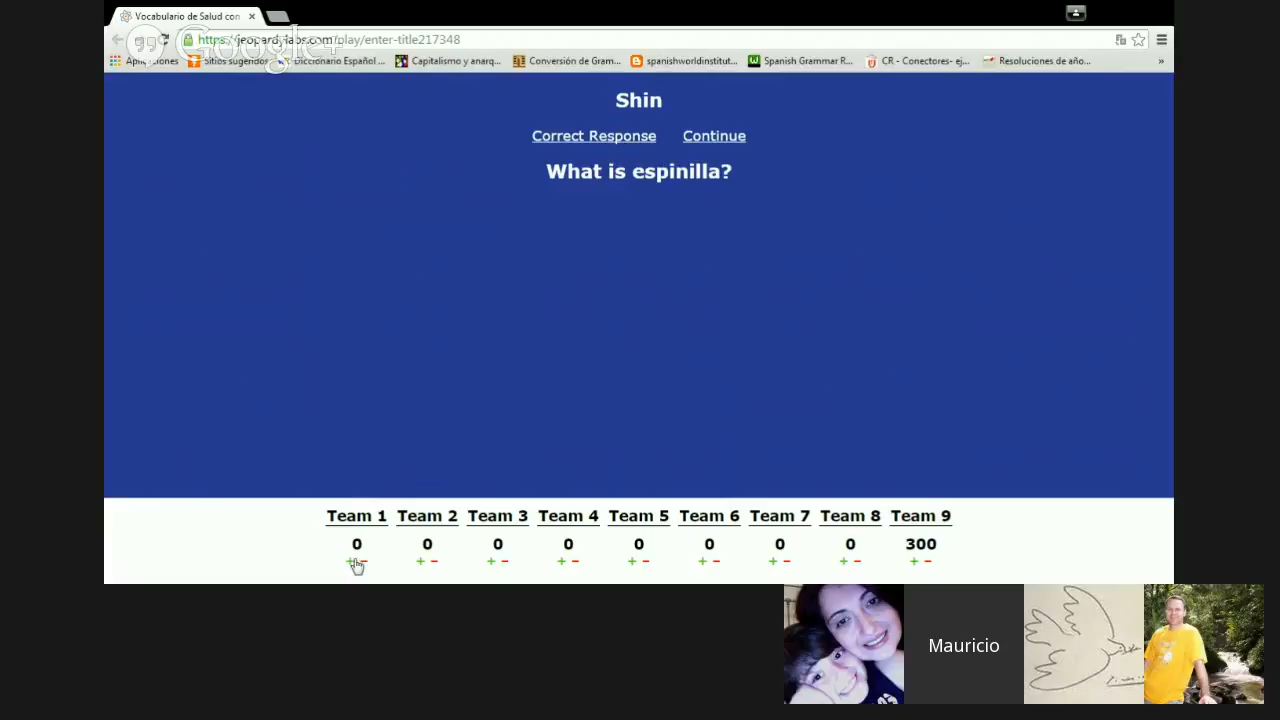 Vocabulario de Salud con
Google+
https://jeopardylabs.com/play/enter-title217348
Aplicaciones Sitios sugeridos Diccionario Español ... Capitalismo y anarq... Conversión de Gram... spanishworldinstitut... Spanish Grammar R... CR - Conectores- ej... Resoluciones de año... »
Shin
Correct Response Continue
What is espinilla?
Team 1 Team 2 Team 3 Team 4 Team 5 Team 6 Team 7 Team 8 Team 9
0 0 0 0 0 0 0 0 300
+ - + - + - + - + - + - + - + - + -
Mauricio